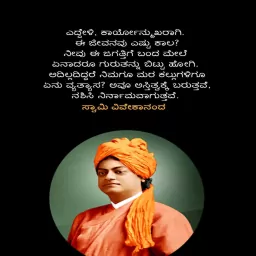 ಎದ್ದೇಳಿ, ಕಾರ್ಯೋನ್ಮುಖರಾಗಿ.
ಈ ಜೀವನವು ಎಷ್ಟು ಕಾಲ?
ನೀವು ಈ ಜಗತ್ತಿಗೆ ಬಂದ ಮೇಲೆ
ಏನಾದರೂ ಗುರುತನ್ನು ಬಿಟ್ಟು ಹೋಗಿ.
ಅದಿಲ್ಲದಿದ್ದರೆ ನಿಮಗೂ ಮರ ಕಲ್ಲುಗಳಿಗೂ
ಏನು ವ್ಯತ್ಯಾಸ? ಅವೂ ಅಸ್ತಿತ್ವಕ್ಕೆ ಬರುತ್ತವೆ,
ನಶಿಸಿ ನಿರ್ನಾಮವಾಗುತ್ತವೆ.
ಸ್ವಾಮಿ ವಿವೇಕಾನಂದ